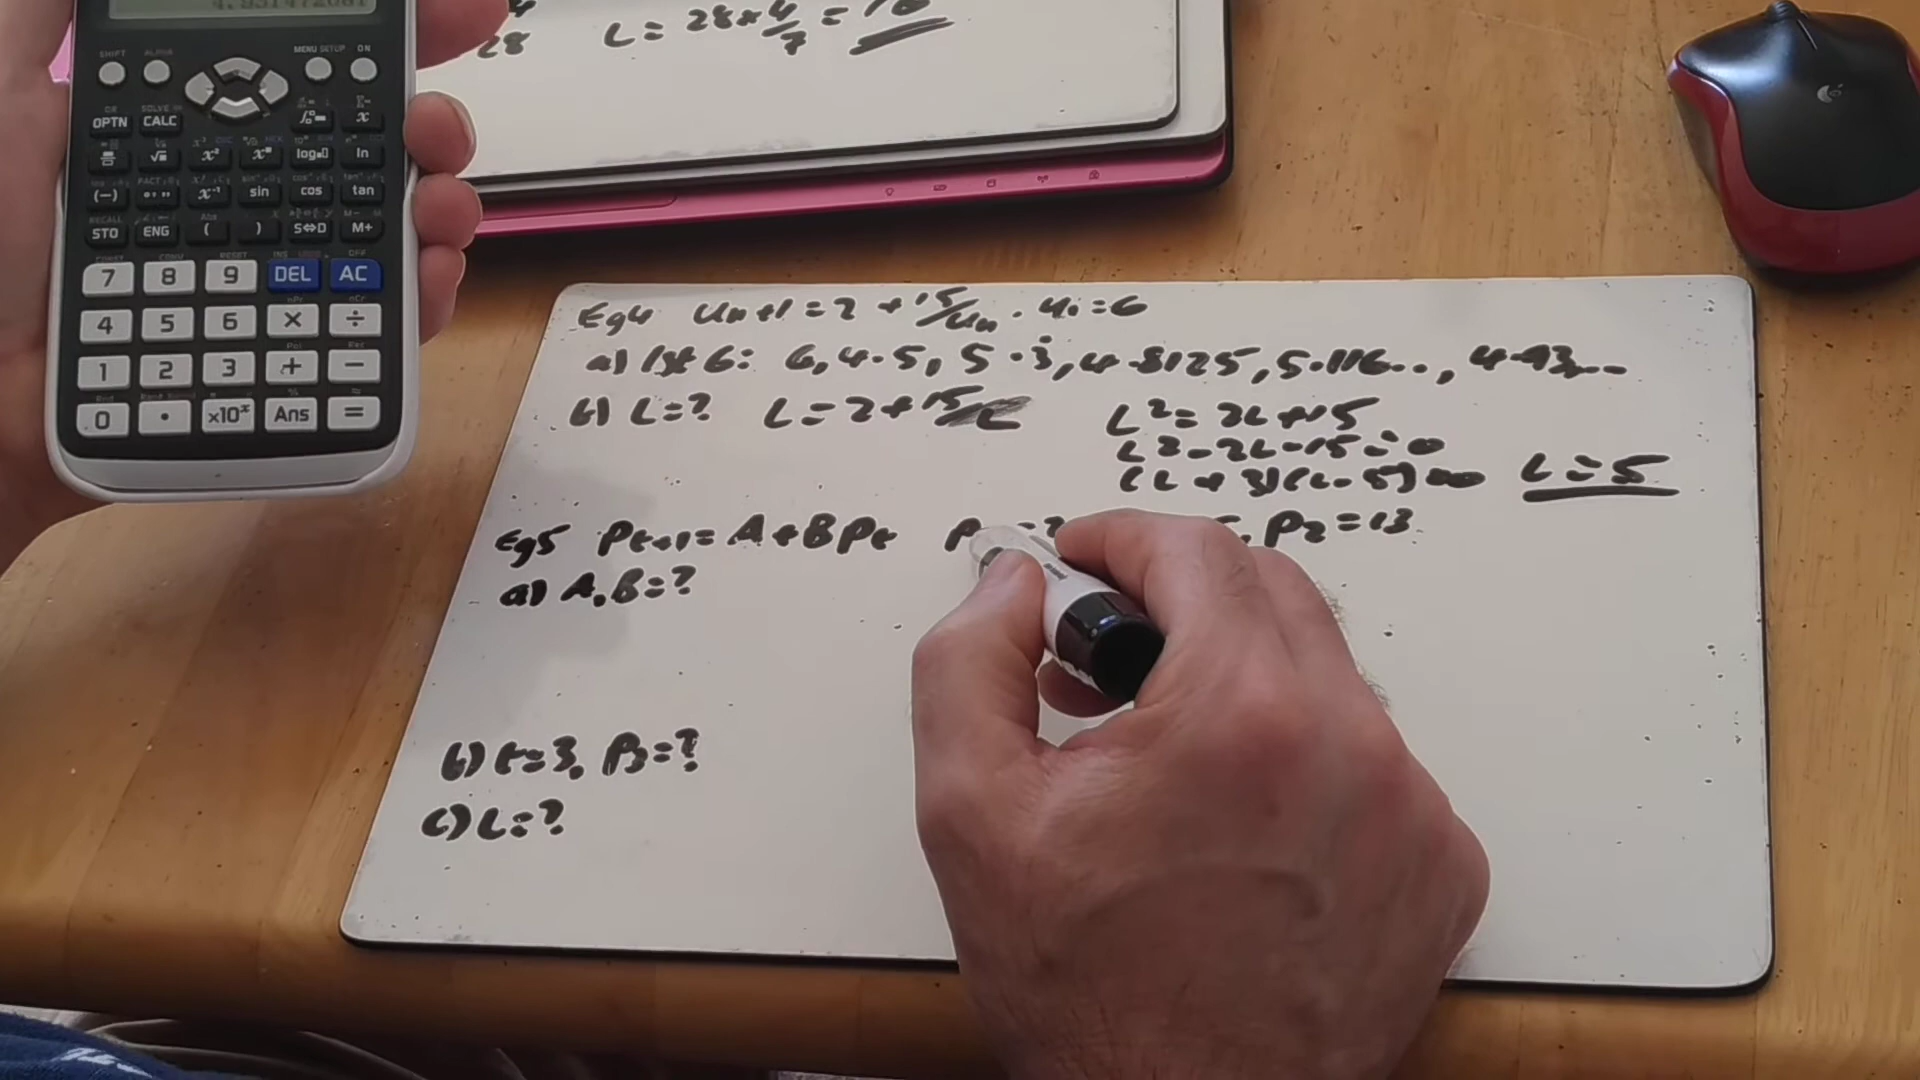 28 L = 28 × 4/7 = 16
SHIFT ALPHA MENU SETUP ON
OPTN CALC x
√ x² log ln
(−) x⁻¹ sin cos tan
STO ENG ( ) S⇔D M+
7 8 9 DEL AC
4 5 6 × ÷
1 2 3 + −
0 . ×10ˣ Ans =
Eg4 Un+1 = 2 + 15/Un . U1 = 6
a) 1st 6: 6, 4.5, 5.3̇, 4.8125, 5.116..., 4.93...
b) L = ? L = 2 + 15/L L² = 2L + 15
L² - 2L - 15 = 0
(L + 3)(L - 5) = 0 L = 5
Eg5 Pt+1 = A + BPt P , P2 = 13
a) A, B = ?
b) t = 3, P3 = ?
c) L = ?